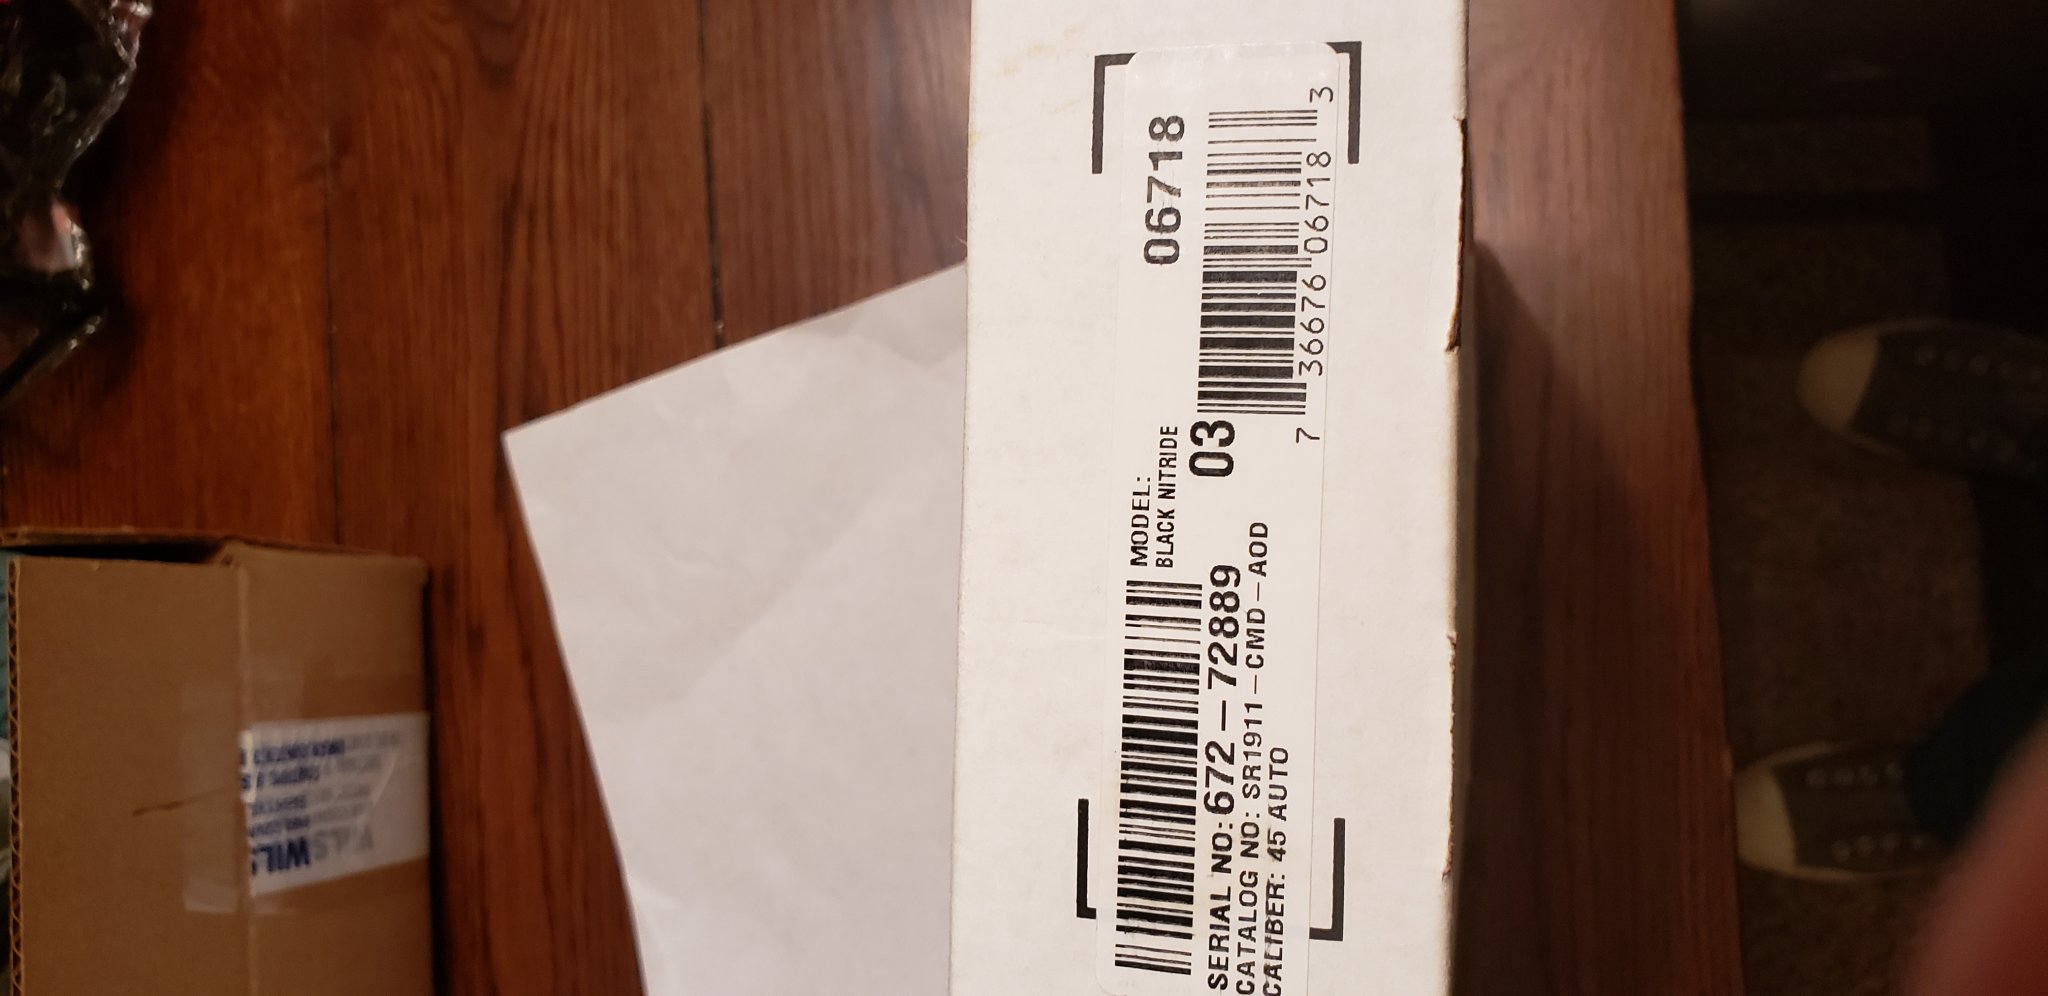 MODEL:
BLACK NITRIDE
06718
SERIAL NO: 672-72889
03
CATALOG NO: SR1911-CMD-AOD
CALIBER: 45 AUTO
7 36676 06718 3
WILS